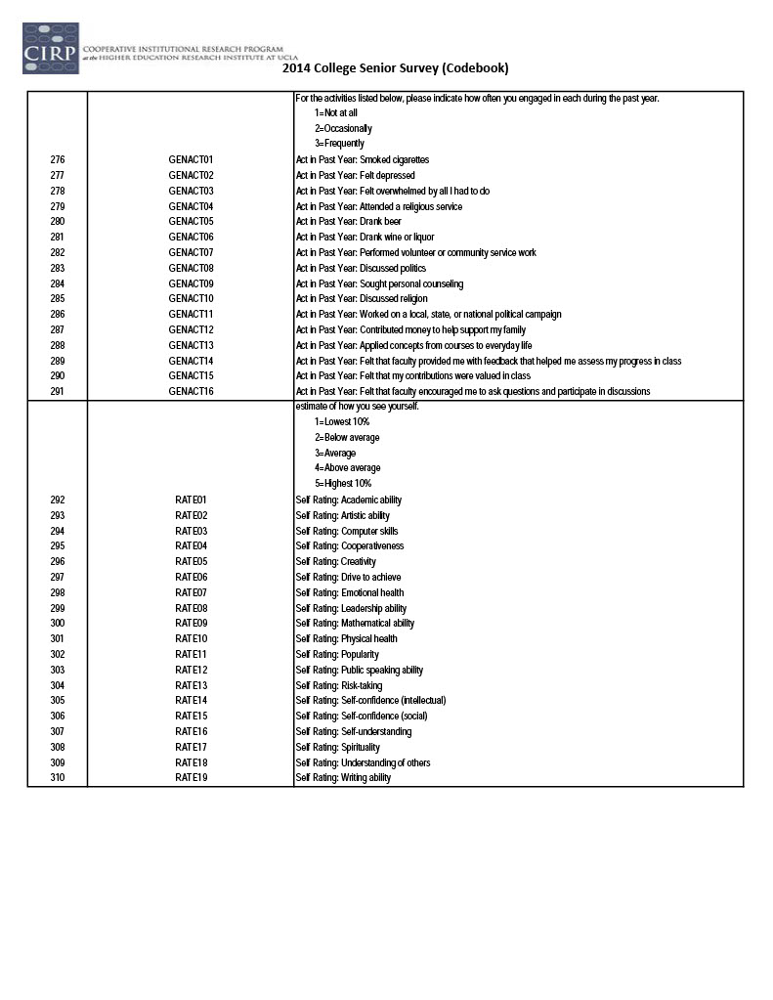 CIRP
COOPERATIVE INSTITUTIONAL RESEARCH PROGRAM
at the HIGHER EDUCATION RESEARCH INSTITUTE AT UCLA
2014 College Senior Survey (Codebook)
For the activities listed below, please indicate how often you engaged in each during the past year.
1=Not at all
2=Occasionally
3=Frequently
276 GENACT01 Act in Past Year: Smoked cigarettes
277 GENACT02 Act in Past Year: Felt depressed
278 GENACT03 Act in Past Year: Felt overwhelmed by all I had to do
279 GENACT04 Act in Past Year: Attended a religious service
280 GENACT05 Act in Past Year: Drank beer
281 GENACT06 Act in Past Year: Drank wine or liquor
282 GENACT07 Act in Past Year: Performed volunteer or community service work
283 GENACT08 Act in Past Year: Discussed politics
284 GENACT09 Act in Past Year: Sought personal counseling
285 GENACT10 Act in Past Year: Discussed religion
286 GENACT11 Act in Past Year: Worked on a local, state, or national political campaign
287 GENACT12 Act in Past Year: Contributed money to help support my family
288 GENACT13 Act in Past Year: Applied concepts from courses to everyday life
289 GENACT14 Act in Past Year: Felt that faculty provided me with feedback that helped me assess my progress in class
290 GENACT15 Act in Past Year: Felt that my contributions were valued in class
291 GENACT16 Act in Past Year: Felt that faculty encouraged me to ask questions and participate in discussions
estimate of how you see yourself.
1=Lowest 10%
2=Below average
3=Average
4=Above average
5=Highest 10%
292 RATE01 Self Rating: Academic ability
293 RATE02 Self Rating: Artistic ability
294 RATE03 Self Rating: Computer skills
295 RATE04 Self Rating: Cooperativeness
296 RATE05 Self Rating: Creativity
297 RATE06 Self Rating: Drive to achieve
298 RATE07 Self Rating: Emotional health
299 RATE08 Self Rating: Leadership ability
300 RATE09 Self Rating: Mathematical ability
301 RATE10 Self Rating: Physical health
302 RATE11 Self Rating: Popularity
303 RATE12 Self Rating: Public speaking ability
304 RATE13 Self Rating: Risk-taking
305 RATE14 Self Rating: Self-confidence (intellectual)
306 RATE15 Self Rating: Self-confidence (social)
307 RATE16 Self Rating: Self-understanding
308 RATE17 Self Rating: Spirituality
309 RATE18 Self Rating: Understanding of others
310 RATE19 Self Rating: Writing ability